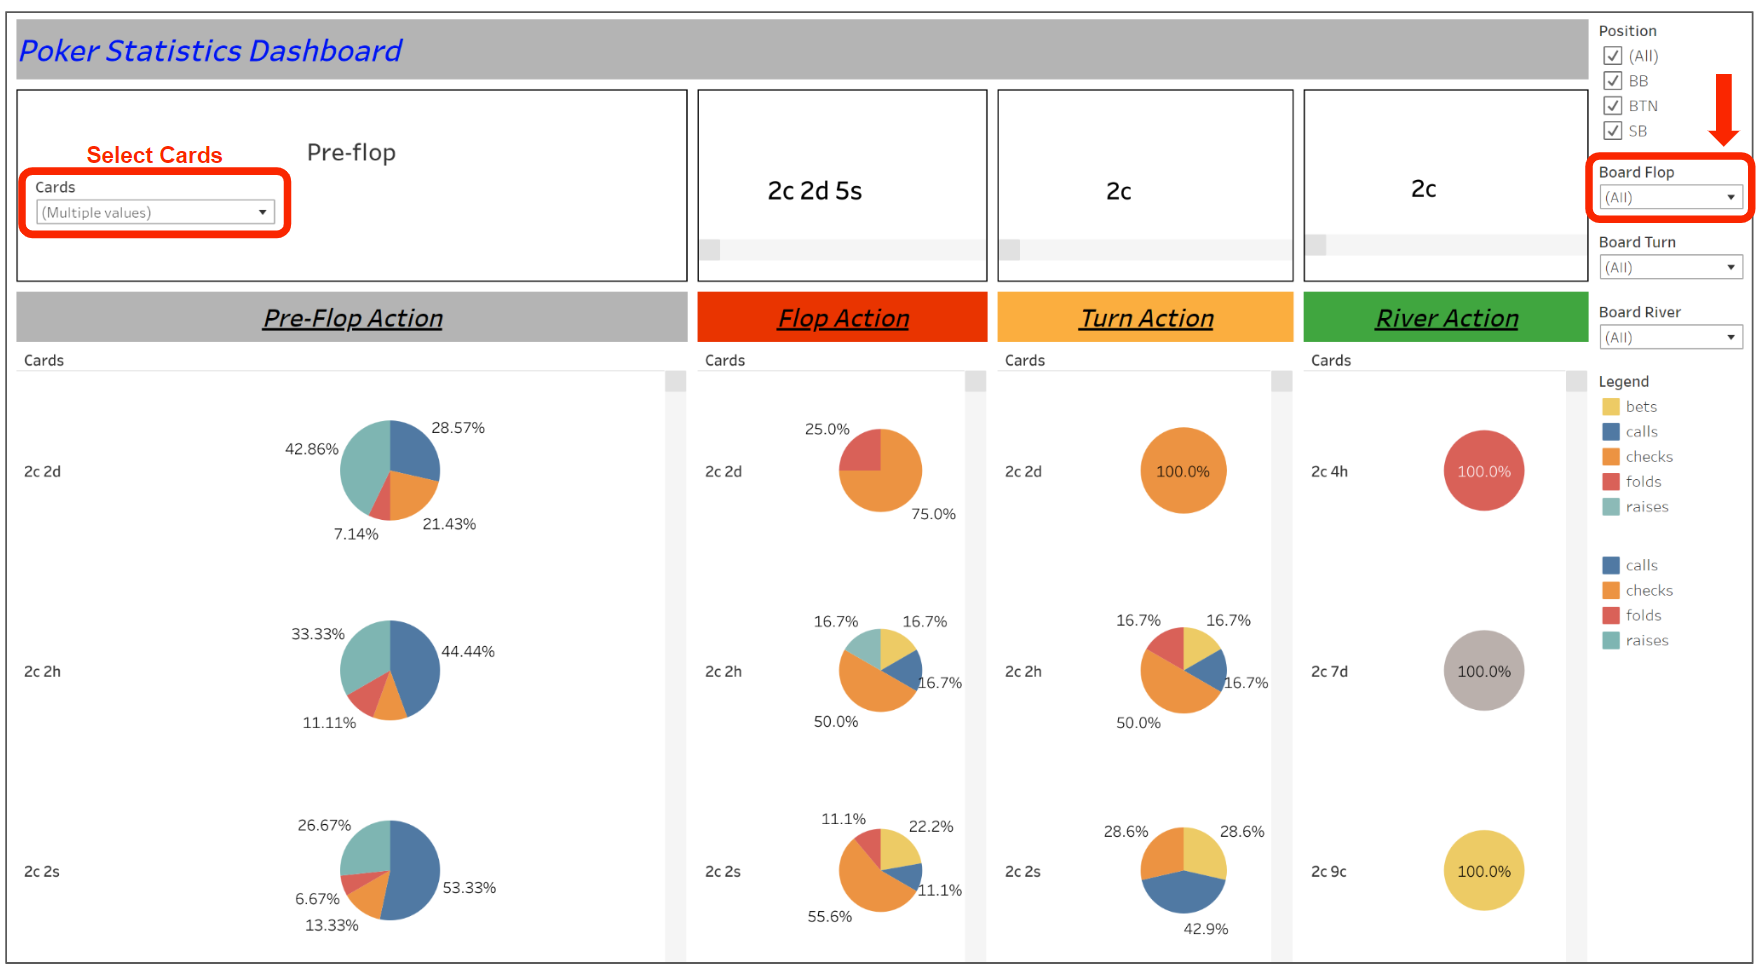 Poker Statistics Dashboard
Select Cards
Cards
(Multiple values)
Pre-flop
2c 2d 5s
2c
2c
Position
(All)
BB
BTN
SB
Board Flop
(All)
Board Turn
(All)
Board River
(All)
Legend
bets
calls
checks
folds
raises
calls
checks
folds
raises
Pre-Flop Action
Cards
2c 2d
42.86%
28.57%
7.14%
21.43%
2c 2h
33.33%
44.44%
11.11%
2c 2s
26.67%
53.33%
6.67%
13.33%
Flop Action
Cards
2c 2d
25.0%
75.0%
2c 2h
16.7%
16.7%
16.7%
50.0%
2c 2s
11.1%
22.2%
11.1%
55.6%
Turn Action
Cards
2c 2d
100.0%
2c 2h
16.7%
16.7%
16.7%
50.0%
2c 2s
28.6%
28.6%
42.9%
River Action
Cards
2c 4h
100.0%
2c 7d
100.0%
2c 9c
100.0%